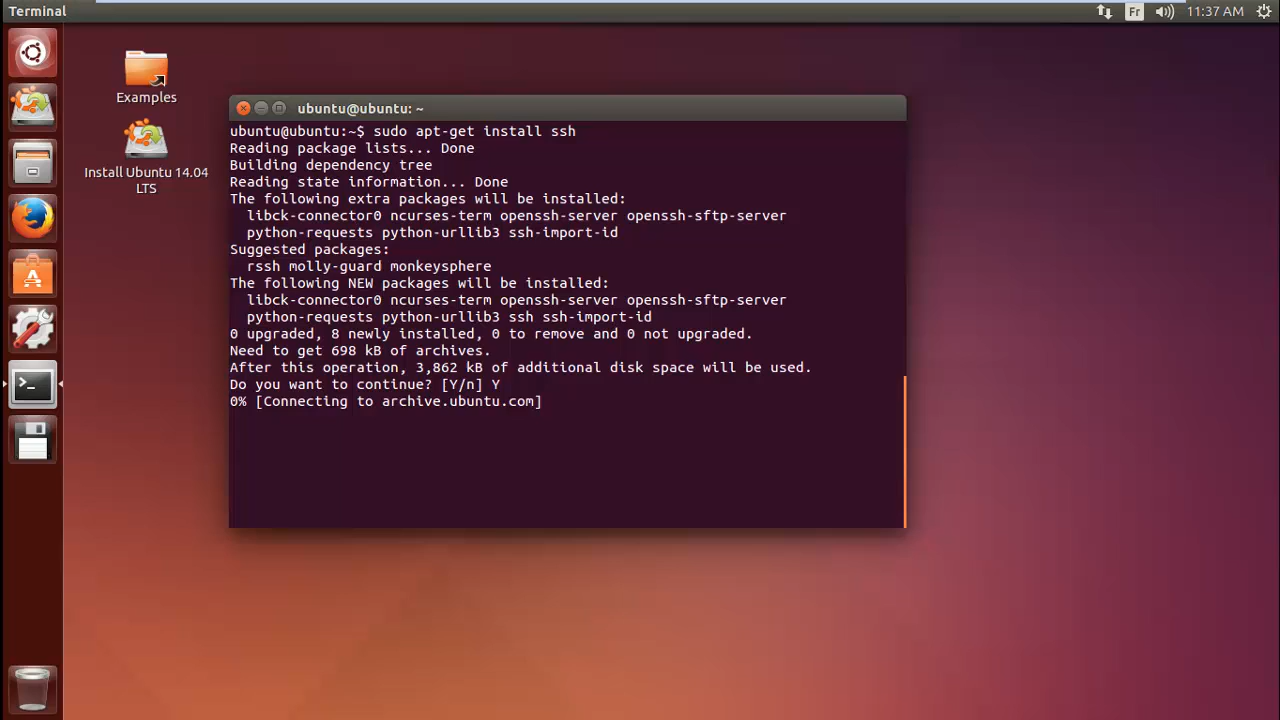 Terminal
Fr
11:37 AM
Examples
Install Ubuntu 14.04
LTS
ubuntu@ubuntu: ~
ubuntu@ubuntu:~$ sudo apt-get install ssh
Reading package lists... Done
Building dependency tree
Reading state information... Done
The following extra packages will be installed:
  libck-connector0 ncurses-term openssh-server openssh-sftp-server
  python-requests python-urllib3 ssh-import-id
Suggested packages:
  rssh molly-guard monkeysphere
The following NEW packages will be installed:
  libck-connector0 ncurses-term openssh-server openssh-sftp-server
  python-requests python-urllib3 ssh ssh-import-id
0 upgraded, 8 newly installed, 0 to remove and 0 not upgraded.
Need to get 698 kB of archives.
After this operation, 3,862 kB of additional disk space will be used.
Do you want to continue? [Y/n] Y
0% [Connecting to archive.ubuntu.com]